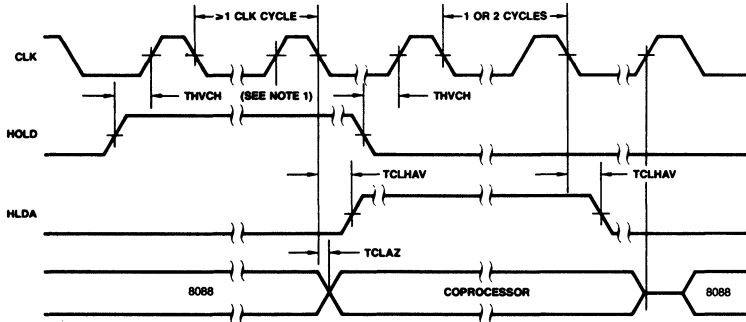 >1 CLK CYCLE
1 OR 2 CYCLES
CLK
THVCH (SEE NOTE 1)
THVCH
HOLD
TCLHAV
TCLHAV
HLDA
TCLAZ
8088
COPROCESSOR
8088